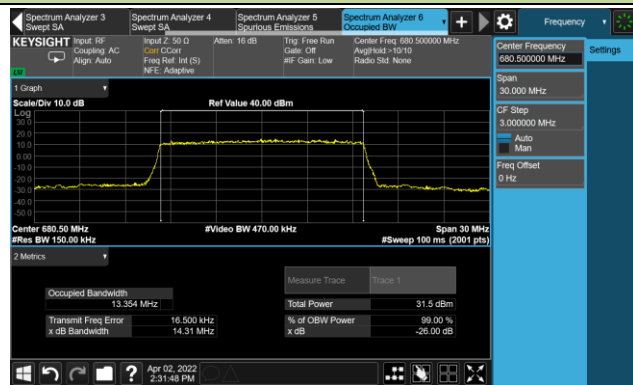 Spectrum Analyzer 3
Swept SA
Spectrum Analyzer 4
Swept SA
Spectrum Analyzer 5
Spurious Emissions
Spectrum Analyzer 6
Occupied BW
Frequency
KEYSIGHT
Input: RF
Coupling: AC
Align: Auto
Input Z: 50 Ω
Corr CCorr
Freq Ref: Int (S)
NFE: Adaptive
Atten: 16 dB
Trig: Free Run
Gate: Off
#IF Gain: Low
Center Freq: 680.500000 MHz
Avg|Hold:>10/10
Radio Std: None
LXI
Center Frequency
680.500000 MHz
Settings
Span
30.000 MHz
CF Step
3.000000 MHz
Auto
Man
Freq Offset
0 Hz
1 Graph
Scale/Div 10.0 dB
Ref Value 40.00 dBm
Log
30.0
20.0
10.0
0.00
-10.0
-20.0
-30.0
-40.0
-50.0
Center 680.50 MHz
#Video BW 470.00 kHz
Span 30 MHz
#Res BW 150.00 kHz
#Sweep 100 ms (2001 pts)
2 Metrics
Measure Trace
Trace 1
Occupied Bandwidth
13.354 MHz
Total Power
31.5 dBm
Transmit Freq Error
16.500 kHz
% of OBW Power
99.00 %
x dB Bandwidth
14.31 MHz
x dB
-26.00 dB
?
Apr 02, 2022
2:31:48 PM